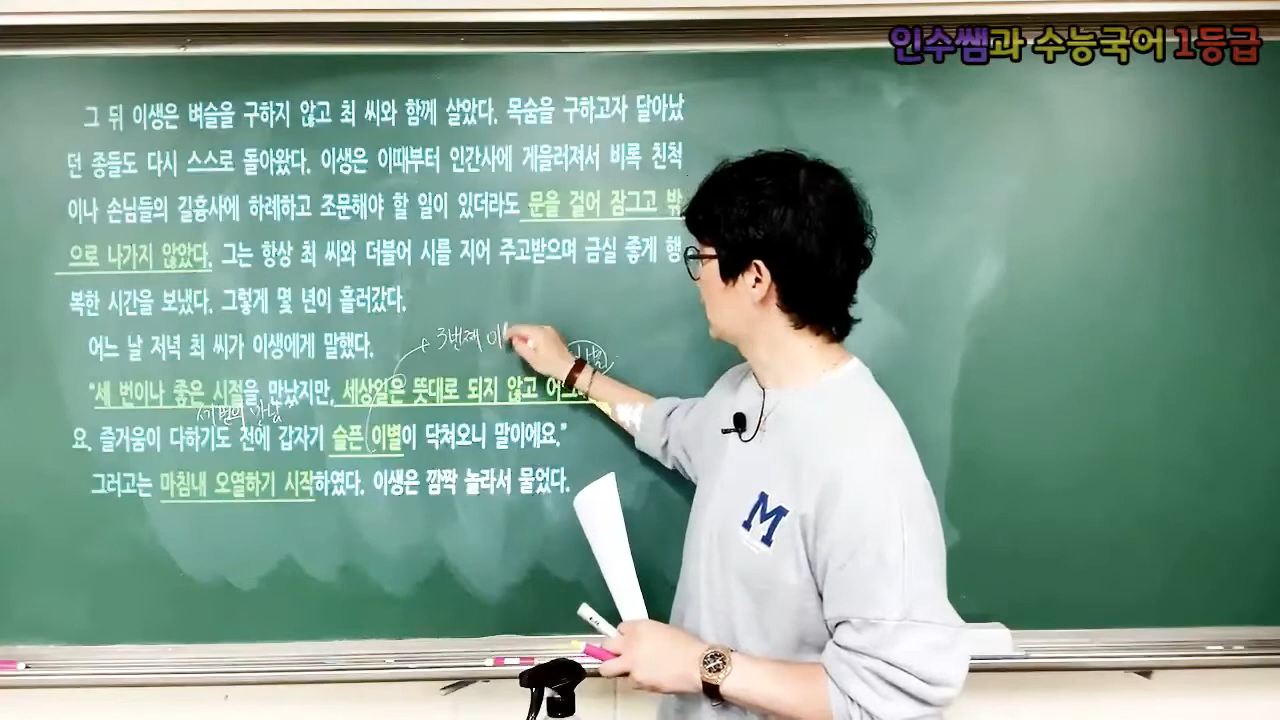 인수쌤과 수능국어 1등급
그 뒤 이생은 벼슬을 구하지 않고 최 씨와 함께 살았다. 목숨을 구하고자 달아났
던 종들도 다시 스스로 돌아왔다. 이생은 이때부터 인간사에 게을러져서 비록 친척
이나 손님들의 길흉사에 하례하고 조문해야 할 일이 있더라도 문을 걸어 잠그고 밖
으로 나가지 않았다. 그는 항상 최 씨와 더불어 시를 지어 주고받으며 금실 좋게 행
복한 시간을 보냈다. 그렇게 몇 년이 흘러갔다.
어느 날 저녁 최 씨가 이생에게 말했다.
3번째
"세 번이나 좋은 시절을 만났지만, 세상일은 뜻대로 되지 않고
세 번의 만남
요. 즐거움이 다하기도 전에 갑자기 슬픈 이별이 닥쳐오니 말이에요."
그러고는 마침내 오열하기 시작하였다. 이생은 깜짝 놀라서 물었다.
M